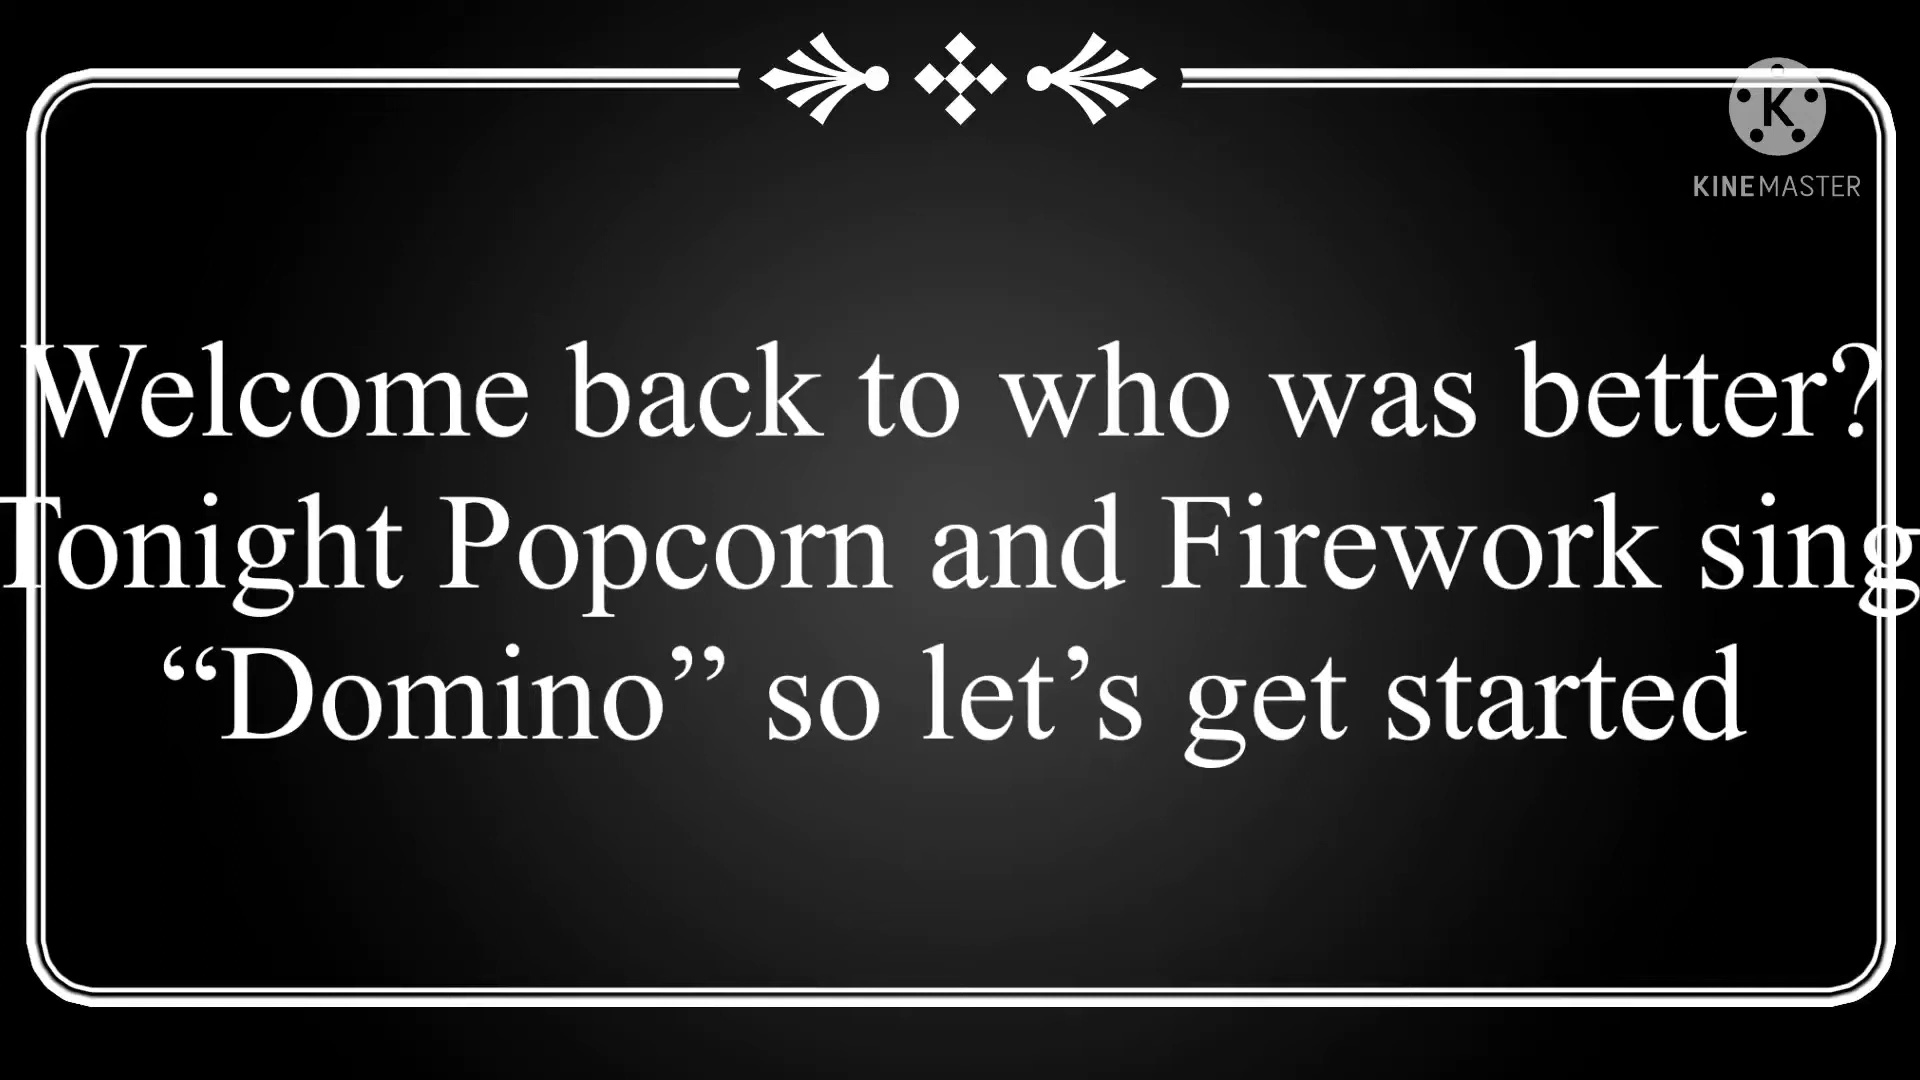 K
KINEMASTER
Welcome back to who was better?
Tonight Popcorn and Firework sing
“Domino” so let’s get started